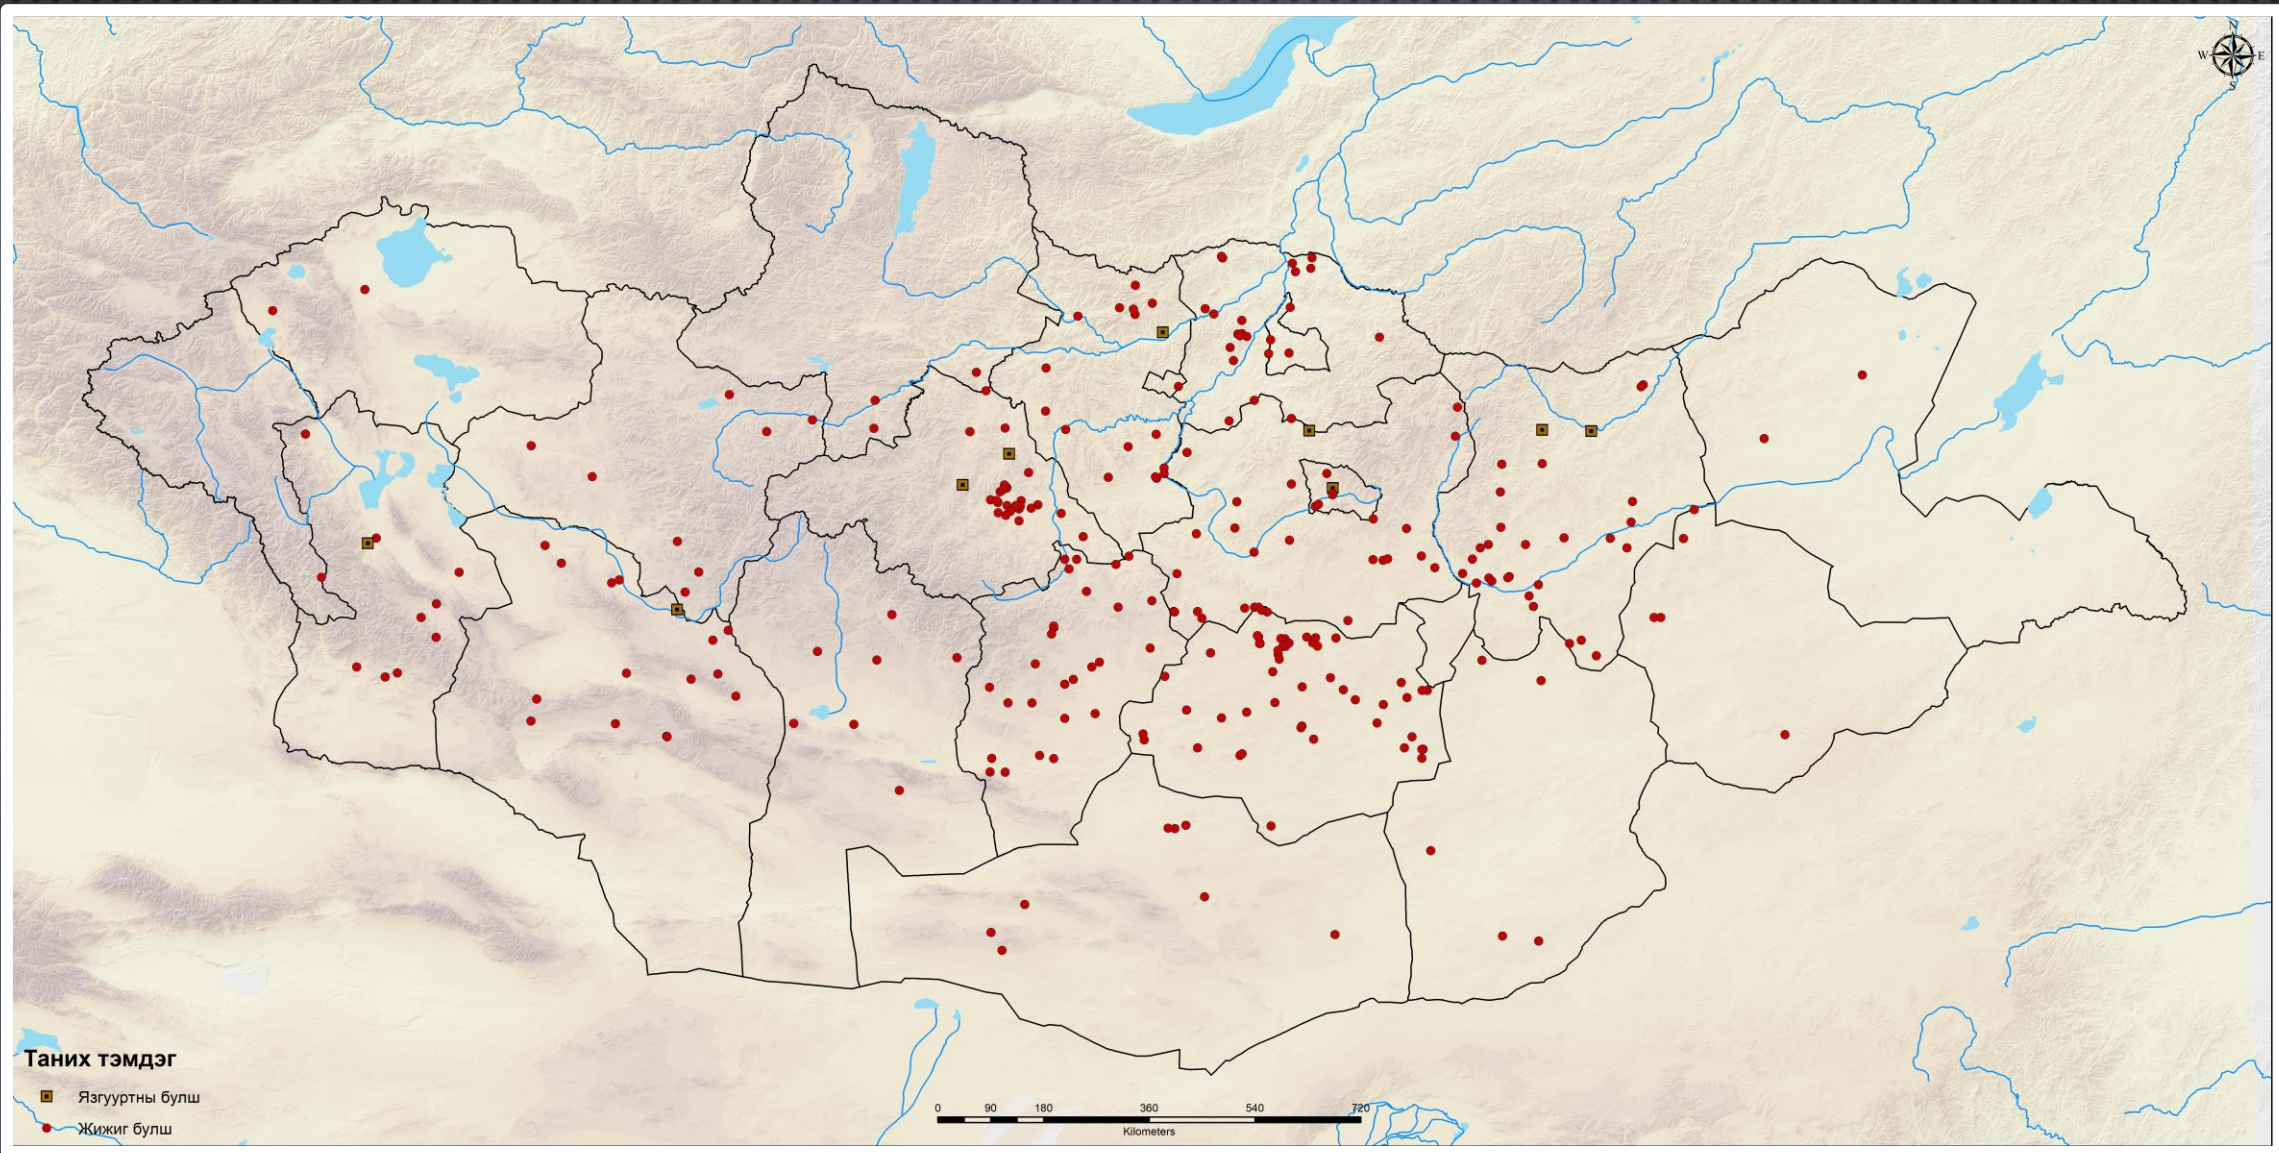 N
W E
S
Таних тэмдэг
Язгууртны булш
Жижиг булш
0 90 180 360 540 720
Kilometers